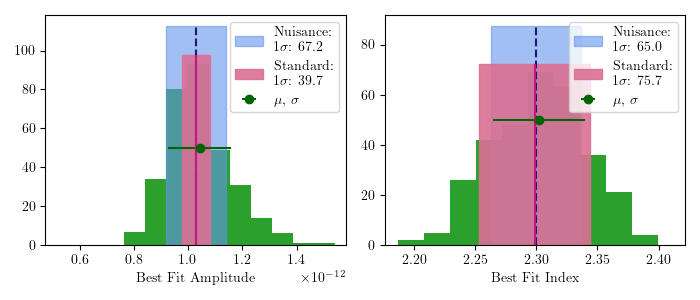 100
80
60
40
20
0
0.6
0.8
1.0
1.2
1.4
Best Fit Amplitude
×10⁻¹²
Nuisance:
1σ: 67.2
Standard:
1σ: 39.7
μ, σ
80
60
40
20
0
2.20
2.25
2.30
2.35
2.40
Best Fit Index
Nuisance:
1σ: 65.0
Standard:
1σ: 75.7
μ, σ